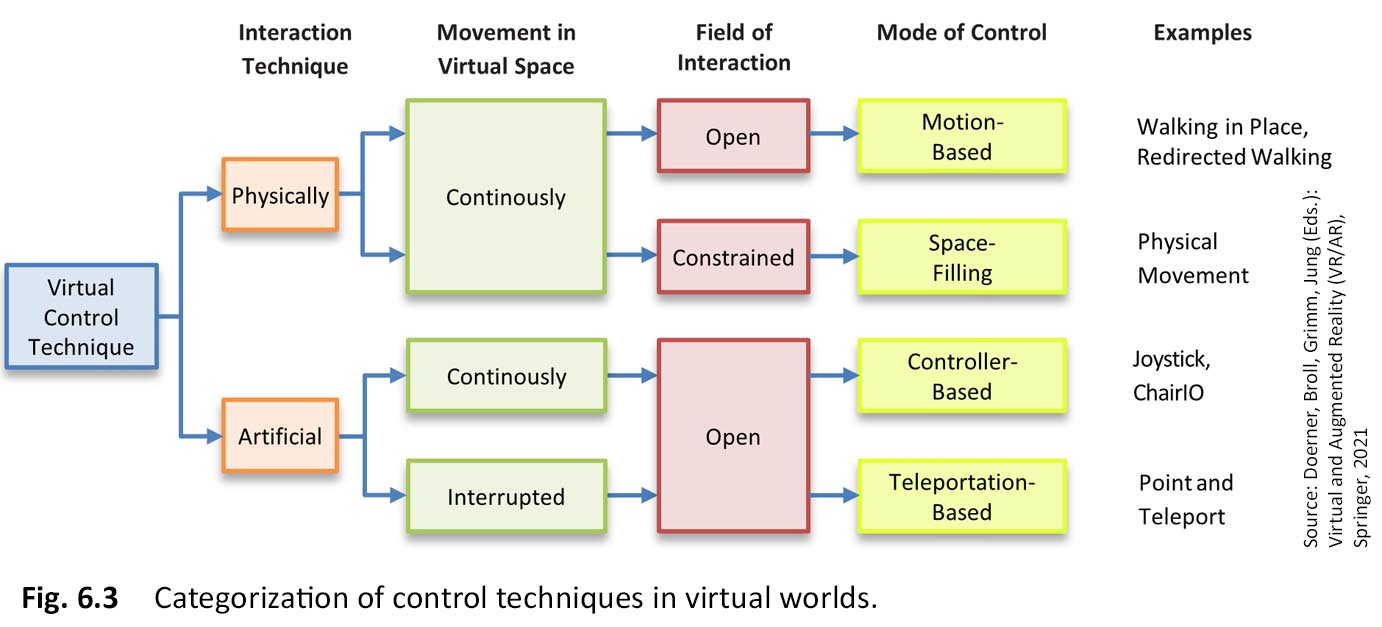 Interaction
Technique
Movement in
Virtual Space
Field of
Interaction
Mode of Control
Examples
Virtual
Control
Technique
Physically
Continously
Open
Motion-
Based
Walking in Place,
Redirected Walking
Constrained
Space-
Filling
Physical
Movement
Artificial
Continously
Open
Controller-
Based
Joystick,
ChairIO
Interrupted
Teleportation-
Based
Point and
Teleport
Source: Doerner, Broll, Grimm, Jung (Eds.):
Virtual and Augmented Reality (VR/AR),
Springer, 2021
Fig. 6.3 Categorization of control techniques in virtual worlds.